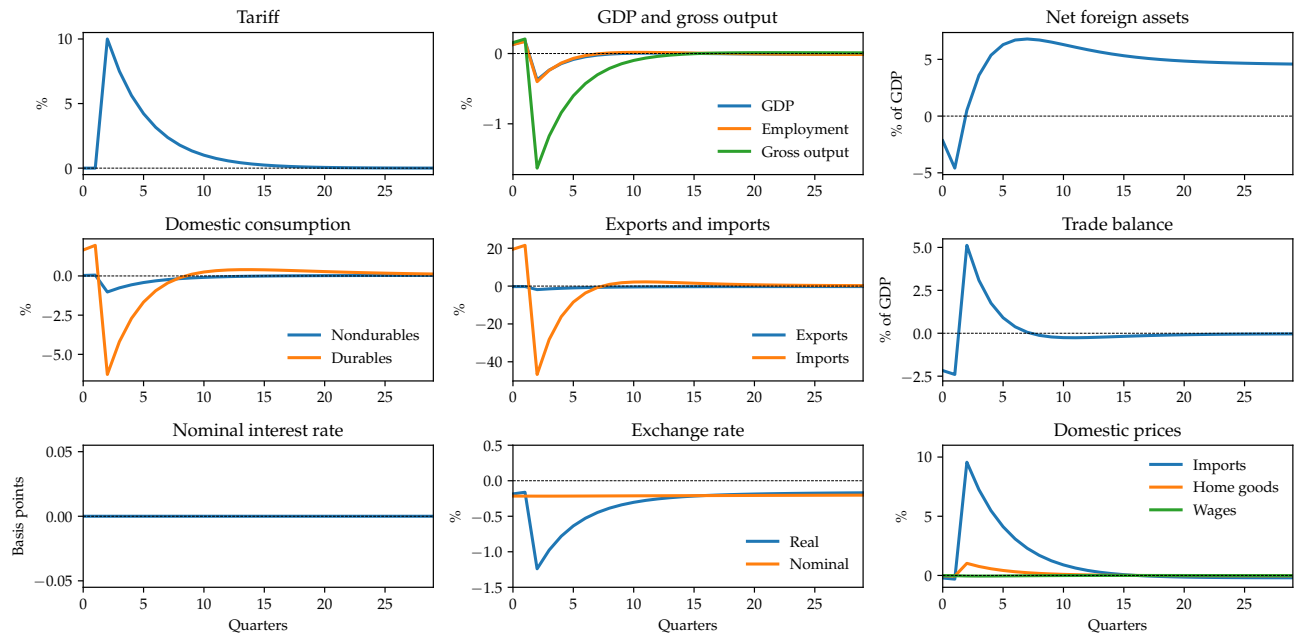 Tariff
%
10
5
0
0 5 10 15 20 25
GDP and gross output
%
0
−1
GDP
Employment
Gross output
0 5 10 15 20 25
Net foreign assets
% of GDP
5
0
−5
0 5 10 15 20 25
Domestic consumption
%
0.0
−2.5
−5.0
Nondurables
Durables
0 5 10 15 20 25
Exports and imports
%
20
0
−20
−40
Exports
Imports
0 5 10 15 20 25
Trade balance
% of GDP
5.0
2.5
0.0
−2.5
0 5 10 15 20 25
Nominal interest rate
Basis points
0.05
0.00
−0.05
0 5 10 15 20 25
Quarters
Exchange rate
%
0.5
0.0
−0.5
−1.0
−1.5
Real
Nominal
0 5 10 15 20 25
Quarters
Domestic prices
%
10
5
0
Imports
Home goods
Wages
0 5 10 15 20 25
Quarters